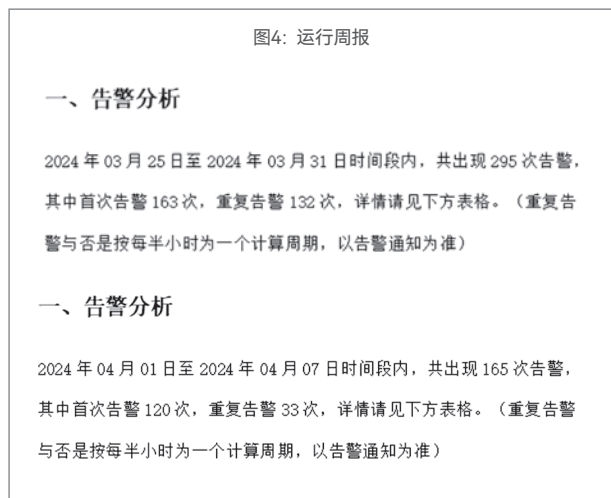 图4: 运行周报
一、告警分析
2024 年 03 月 25 日至 2024 年 03 月 31 日时间段内，共出现 295 次告警，
其中首次告警 163 次，重复告警 132 次，详情请见下方表格。（重复告
警与否是按每半小时为一个计算周期，以告警通知为准）
一、告警分析
2024 年 04 月 01 日至 2024 年 04 月 07 日时间段内，共出现 165 次告警，
其中首次告警 120 次，重复告警 33 次，详情请见下方表格。（重复告警
与否是按每半小时为一个计算周期，以告警通知为准）